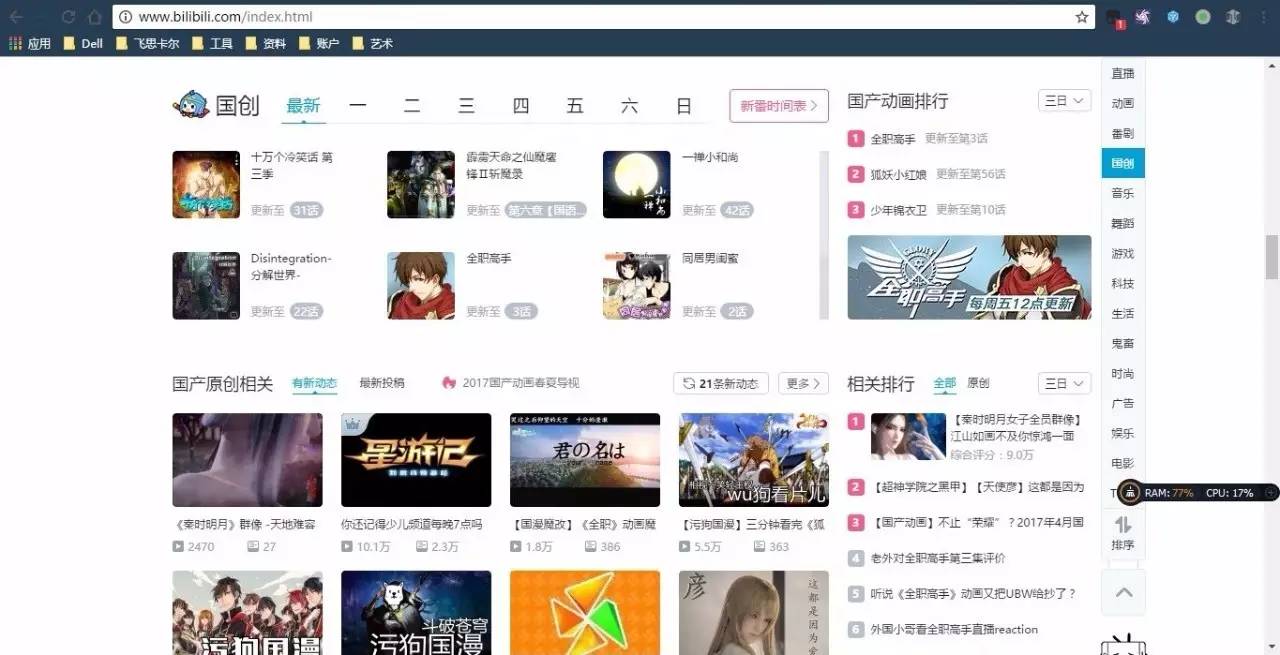 www.bilibili.com/index.html
1
应用 Dell 飞思卡尔 工具 资料 账户 艺术
国创 最新 一 二 三 四 五 六 日 新番时间表
十万个冷笑话 第
三季
更新至 31话
霹雳天命之仙魔鏖
锋Ⅱ斩魔录
更新至 第六章【国语...
一禅小和尚
更新至 42话
一禅
小和尚
Disintegration-
分解世界-
更新至 22话
全职高手
更新至 3话
同居男闺蜜
更新至 2话
国产动画排行 三日
1 全职高手 更新至第3话
2 狐妖小红娘 更新至第56话
3 少年锦衣卫 更新至第10话
全职高手
每周五12点更新
国产原创相关 有新动态 最新投稿 2017国产动画春夏导视 21条新动态 更多
星游记
《秦时明月》群像 -天地难容
2470 27
你还记得少儿频道每晚7点吗
10.1万 2.3万
君の名は
【国漫魔改】《全职》动画魔
1.8万 386
wu狗看片儿
【污狗国漫】三分钟看完《狐
5.5万 363
污狗国漫
斗破苍穹
污狗国漫
彦
这都是因为爱
相关排行 全部 原创 三日
1 【秦时明月女子全员群像】
江山如画不及你惊鸿一面
综合评分：9.0万
2 【超神学院之黑甲】【天使彦】这都是因为
3 【国产动画】不止“荣耀”？2017年4月国
4 老外对全职高手第三集评价
5 听说《全职高手》动画又把UBW给抄了？
6 外国小哥看全职高手直播reaction
直播
动画
番剧
国创
音乐
舞蹈
游戏
科技
生活
鬼畜
时尚
广告
娱乐
电影
T
RAM: 77% CPU: 17%
排序